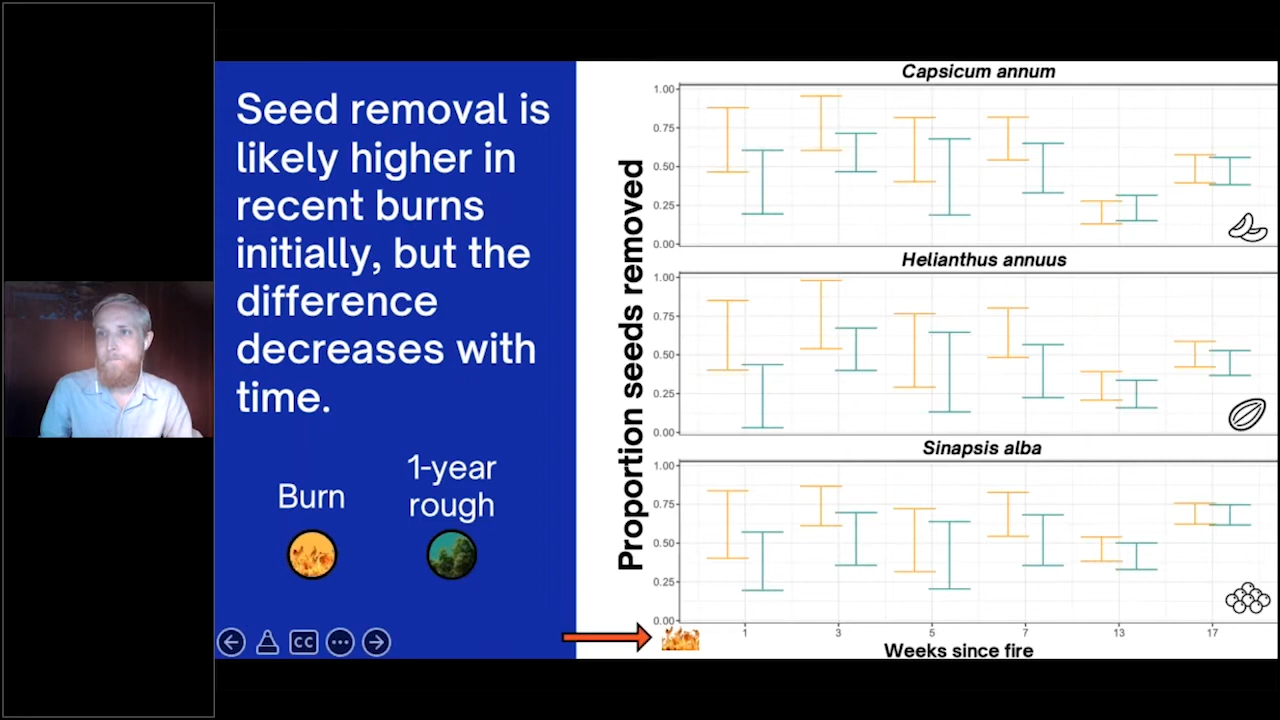 Seed removal is
likely higher in
recent burns
initially, but the
difference
decreases with
time.
Burn
1-year
rough
CC
Proportion seeds removed
Capsicum annum
1.00
0.75
0.50
0.25
0.00
Helianthus annuus
1.00
0.75
0.50
0.25
0.00
Sinapsis alba
1.00
0.75
0.50
0.25
0.00
1 3 5 7 13 17
Weeks since fire